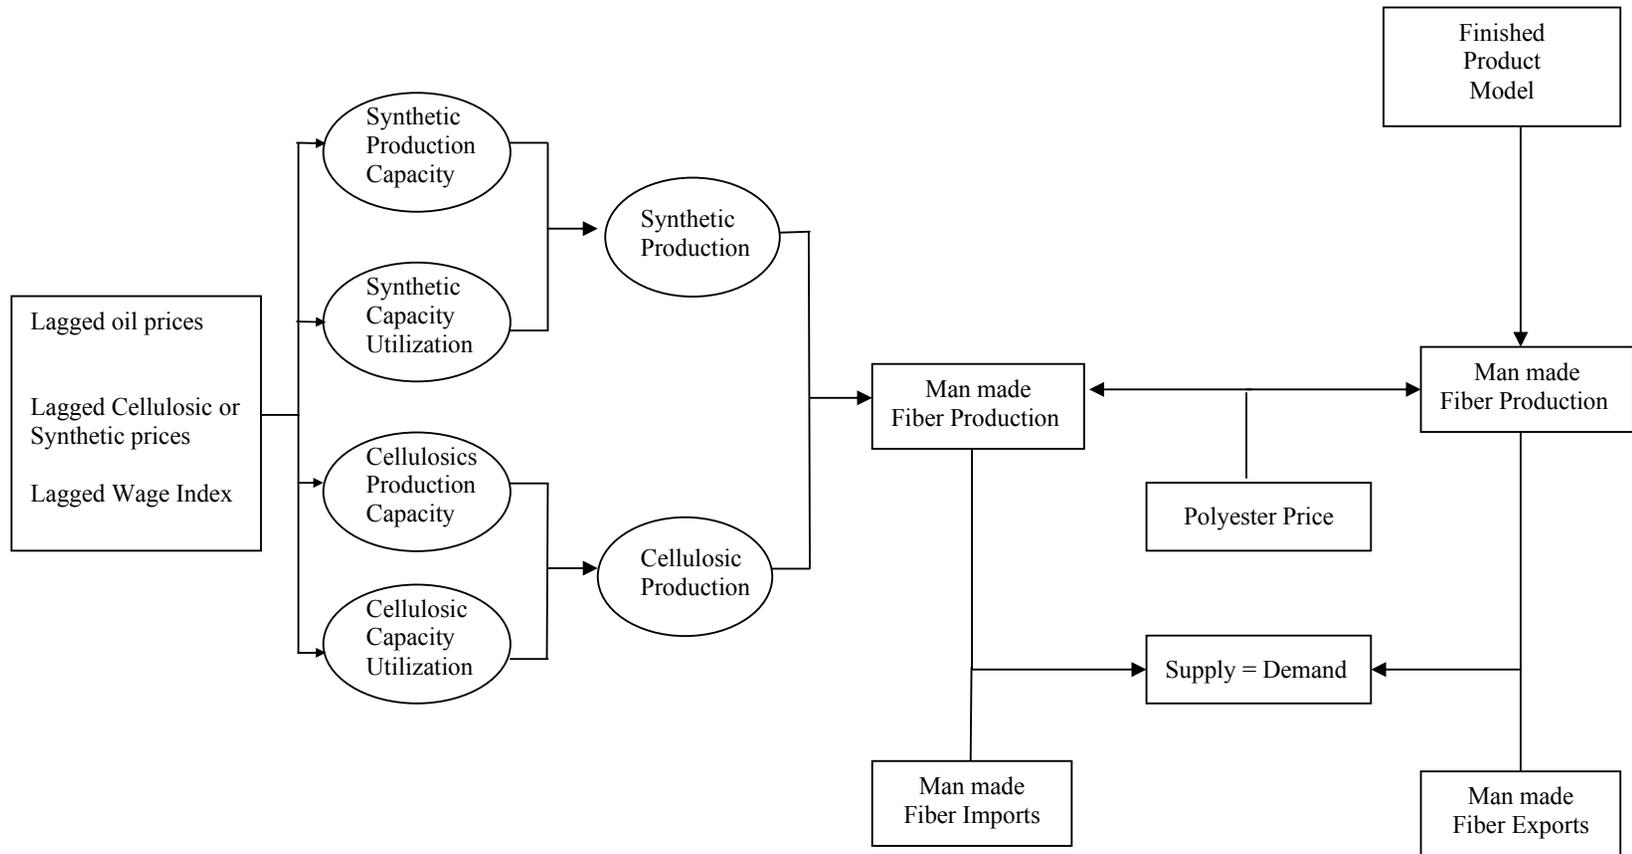 Finished
Product
Model
Synthetic
Production
Capacity
Synthetic
Production
Synthetic
Capacity
Utilization
Lagged oil prices
Lagged Cellulosic or
Synthetic prices
Lagged Wage Index
Man made
Fiber Production
Man made
Fiber Production
Cellulosics
Production
Capacity
Polyester Price
Cellulosic
Production
Cellulosic
Capacity
Utilization
Supply = Demand
Man made
Fiber Imports
Man made
Fiber Exports